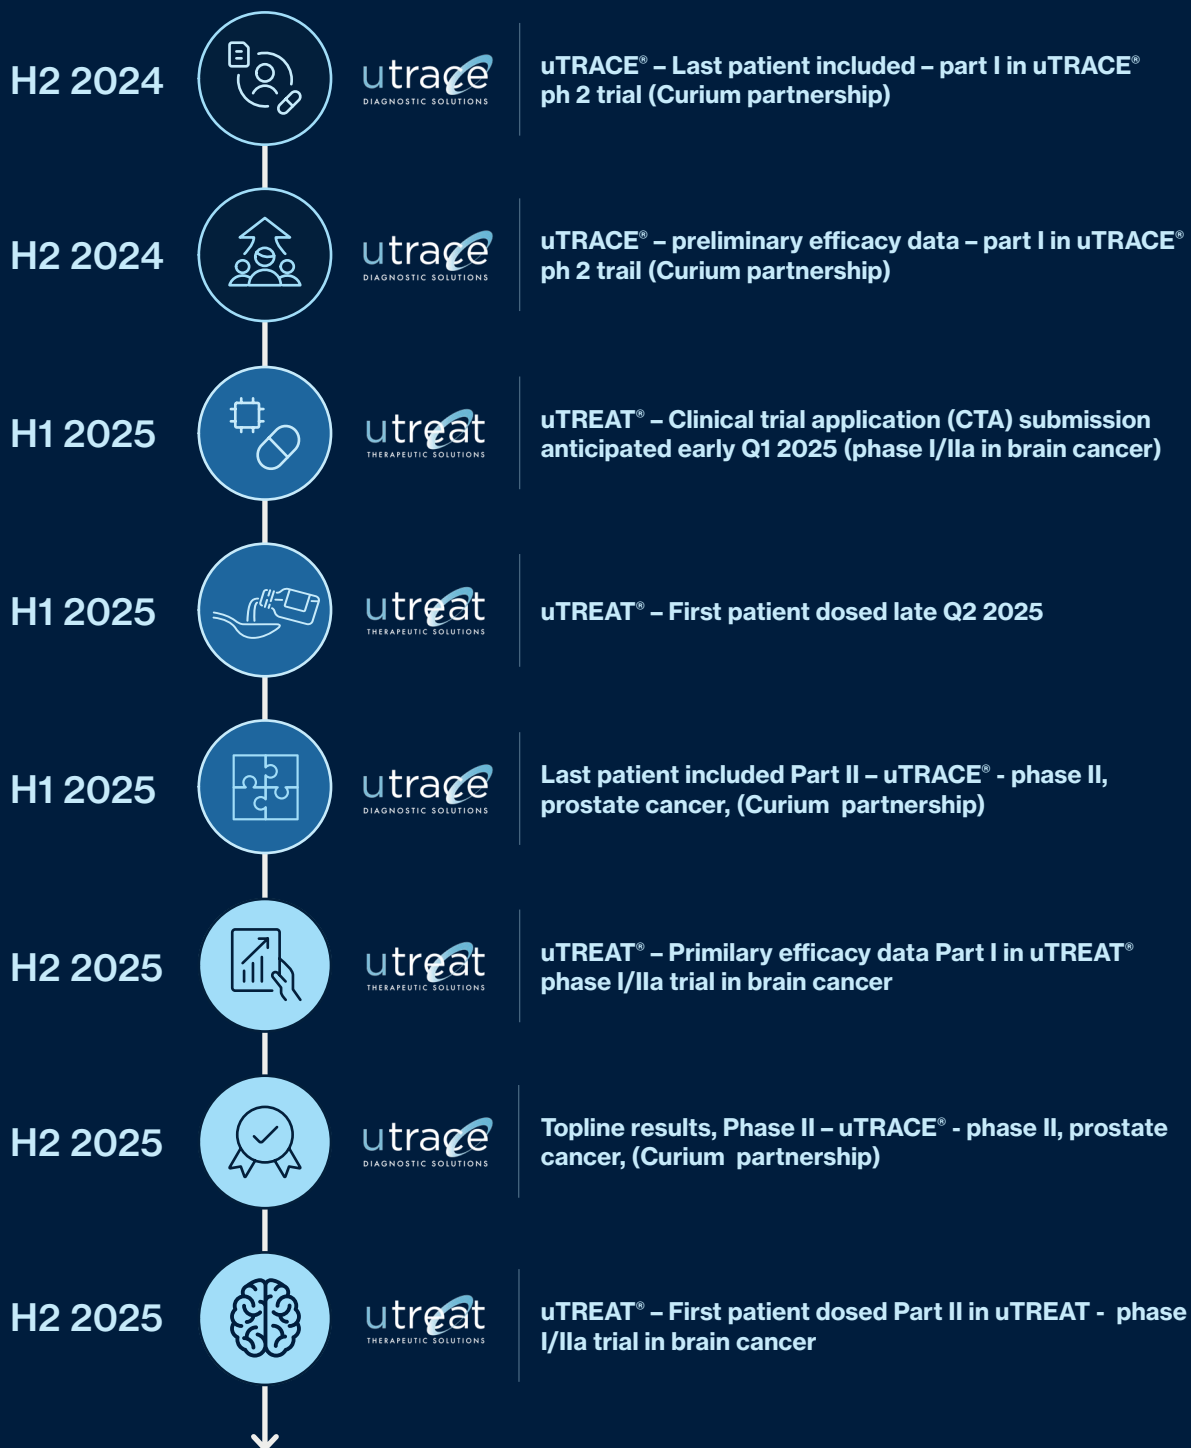 H2 2024
utrace
DIAGNOSTIC SOLUTIONS
uTRACE® – Last patient included – part I in uTRACE®
ph 2 trial (Curium partnership)
H2 2024
utrace
DIAGNOSTIC SOLUTIONS
uTRACE® – preliminary efficacy data – part I in uTRACE®
ph 2 trail (Curium partnership)
H1 2025
utreat
THERAPEUTIC SOLUTIONS
uTREAT® – Clinical trial application (CTA) submission
anticipated early Q1 2025 (phase I/IIa in brain cancer)
H1 2025
utreat
THERAPEUTIC SOLUTIONS
uTREAT® – First patient dosed late Q2 2025
H1 2025
utrace
DIAGNOSTIC SOLUTIONS
Last patient included Part II – uTRACE® - phase II,
prostate cancer, (Curium  partnership)
H2 2025
utreat
THERAPEUTIC SOLUTIONS
uTREAT® – Primilary efficacy data Part I in uTREAT®
phase I/IIa trial in brain cancer
H2 2025
utrace
DIAGNOSTIC SOLUTIONS
Topline results, Phase II – uTRACE® - phase II, prostate
cancer, (Curium  partnership)
H2 2025
utreat
THERAPEUTIC SOLUTIONS
uTREAT® – First patient dosed Part II in uTREAT -  phase
I/IIa trial in brain cancer